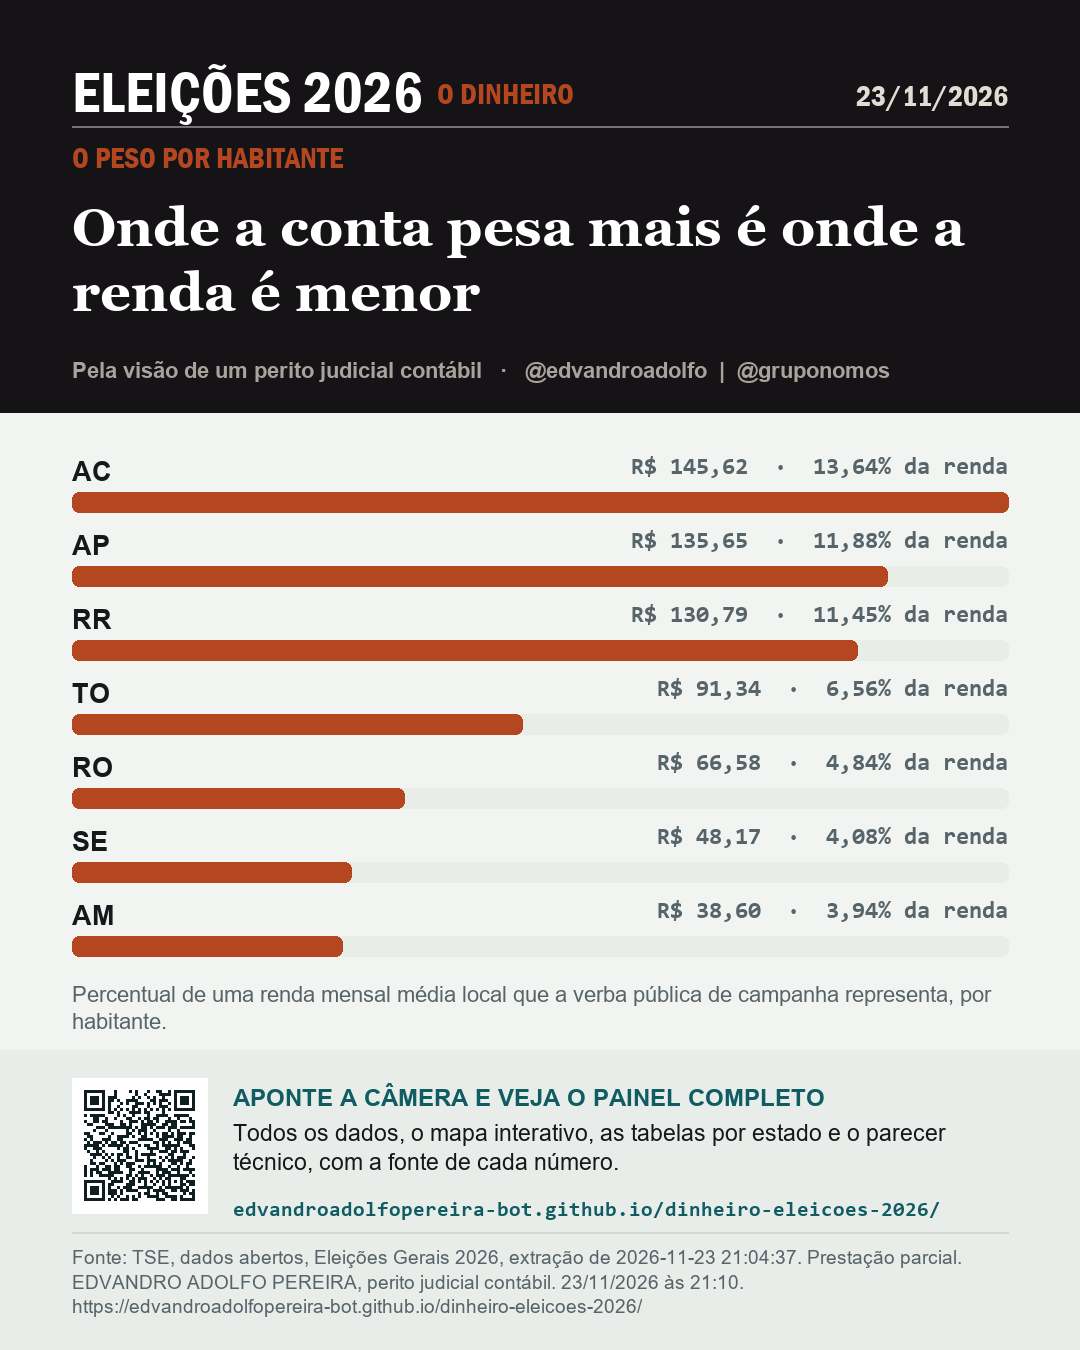 ELEIÇÕES 2026 O DINHEIRO 23/11/2026
O PESO POR HABITANTE
Onde a conta pesa mais é onde a
renda é menor
Pela visão de um perito judicial contábil · @edvandroadolfo | @gruponomos
AC R$ 145,62 · 13,64% da renda
AP R$ 135,65 · 11,88% da renda
RR R$ 130,79 · 11,45% da renda
TO R$ 91,34 · 6,56% da renda
RO R$ 66,58 · 4,84% da renda
SE R$ 48,17 · 4,08% da renda
AM R$ 38,60 · 3,94% da renda
Percentual de uma renda mensal média local que a verba pública de campanha representa, por
habitante.
APONTE A CÂMERA E VEJA O PAINEL COMPLETO
Todos os dados, o mapa interativo, as tabelas por estado e o parecer
técnico, com a fonte de cada número.
edvandroadolfopereira-bot.github.io/dinheiro-eleicoes-2026/
Fonte: TSE, dados abertos, Eleições Gerais 2026, extração de 2026-11-23 21:04:37. Prestação parcial.
EDVANDRO ADOLFO PEREIRA, perito judicial contábil. 23/11/2026 às 21:10.
https://edvandroadolfopereira-bot.github.io/dinheiro-eleicoes-2026/